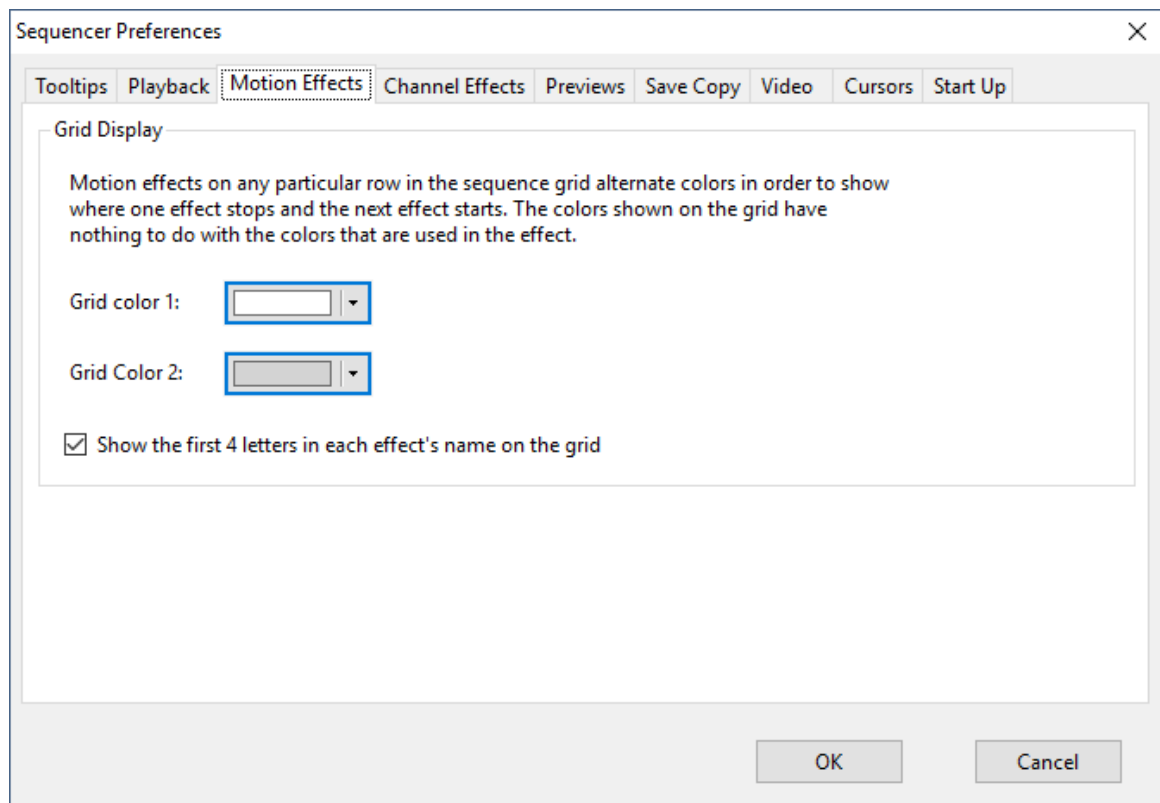 Sequencer Preferences
Tooltips Playback Motion Effects Channel Effects Previews Save Copy Video Cursors Start Up
Grid Display
Motion effects on any particular row in the sequence grid alternate colors in order to show
where one effect stops and the next effect starts. The colors shown on the grid have
nothing to do with the colors that are used in the effect.
Grid color 1:
Grid Color 2:
Show the first 4 letters in each effect's name on the grid
OK Cancel